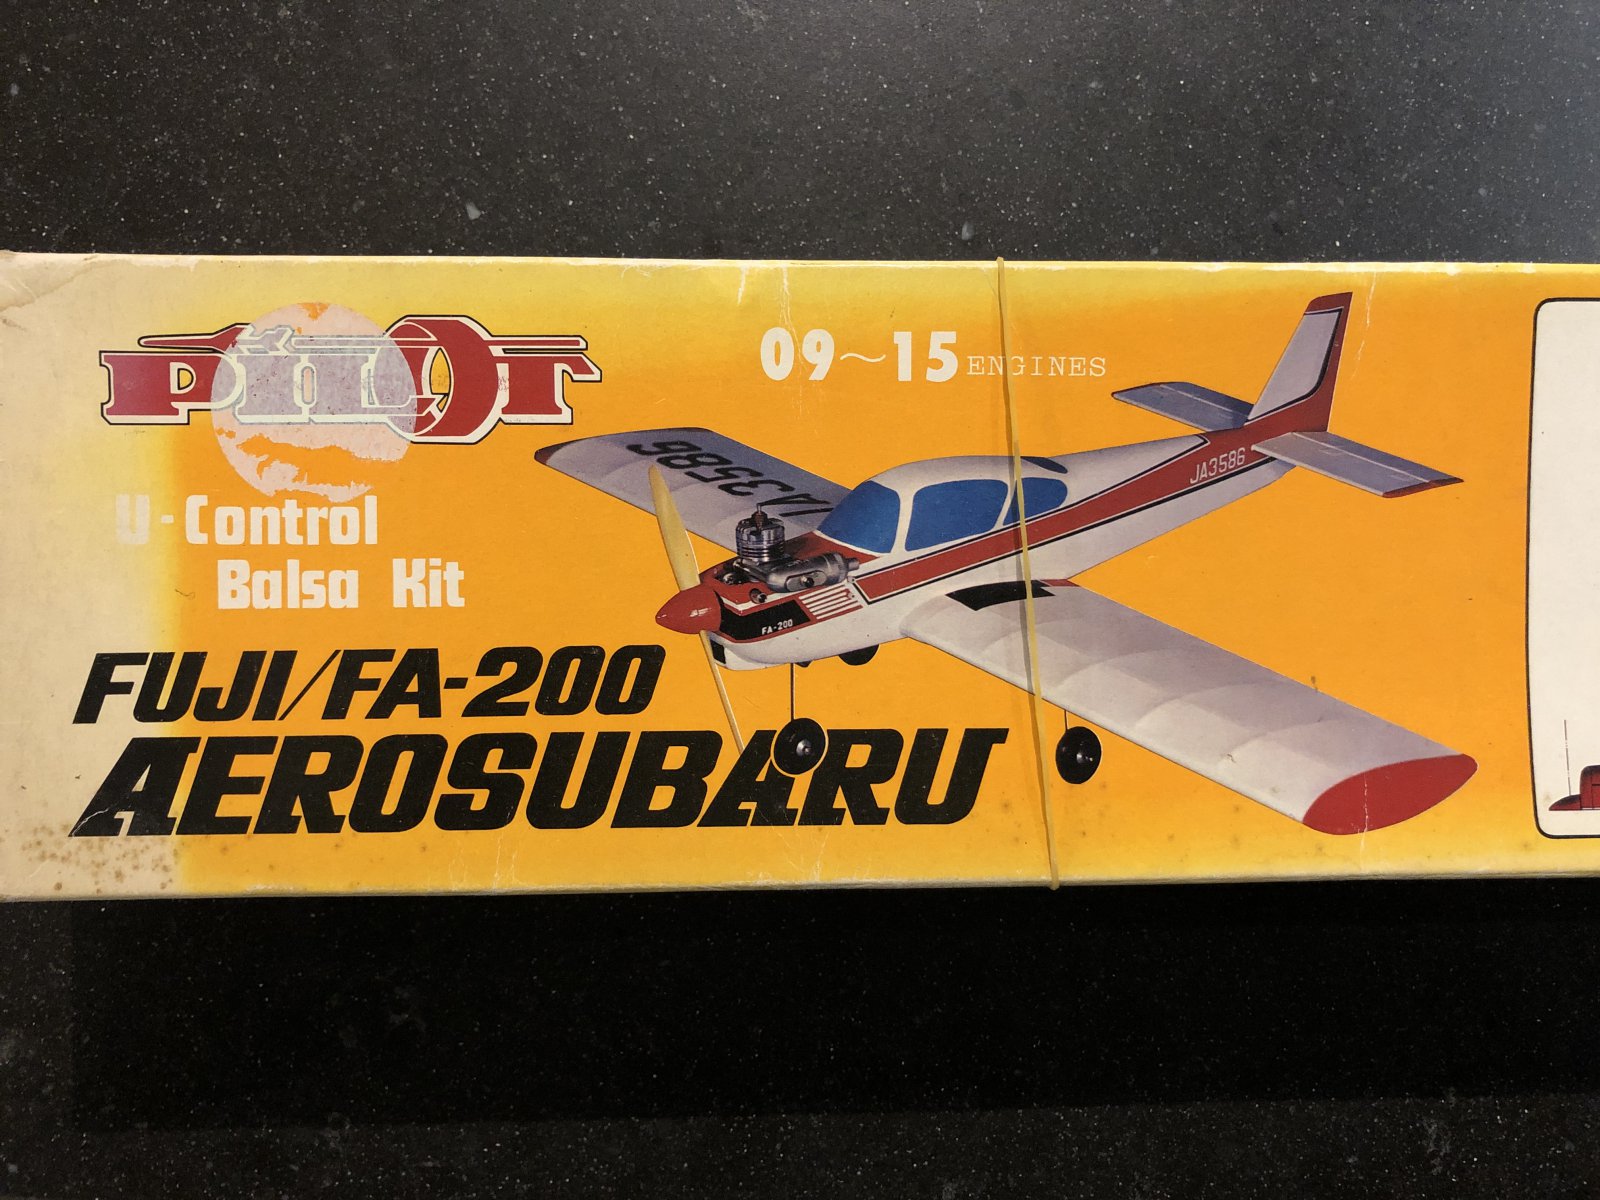 PILOT
09~15 ENGINES
U-Control
Balsa Kit
FUJI/FA-200
AEROSUBARU
JA3586
JA3586
FA-200